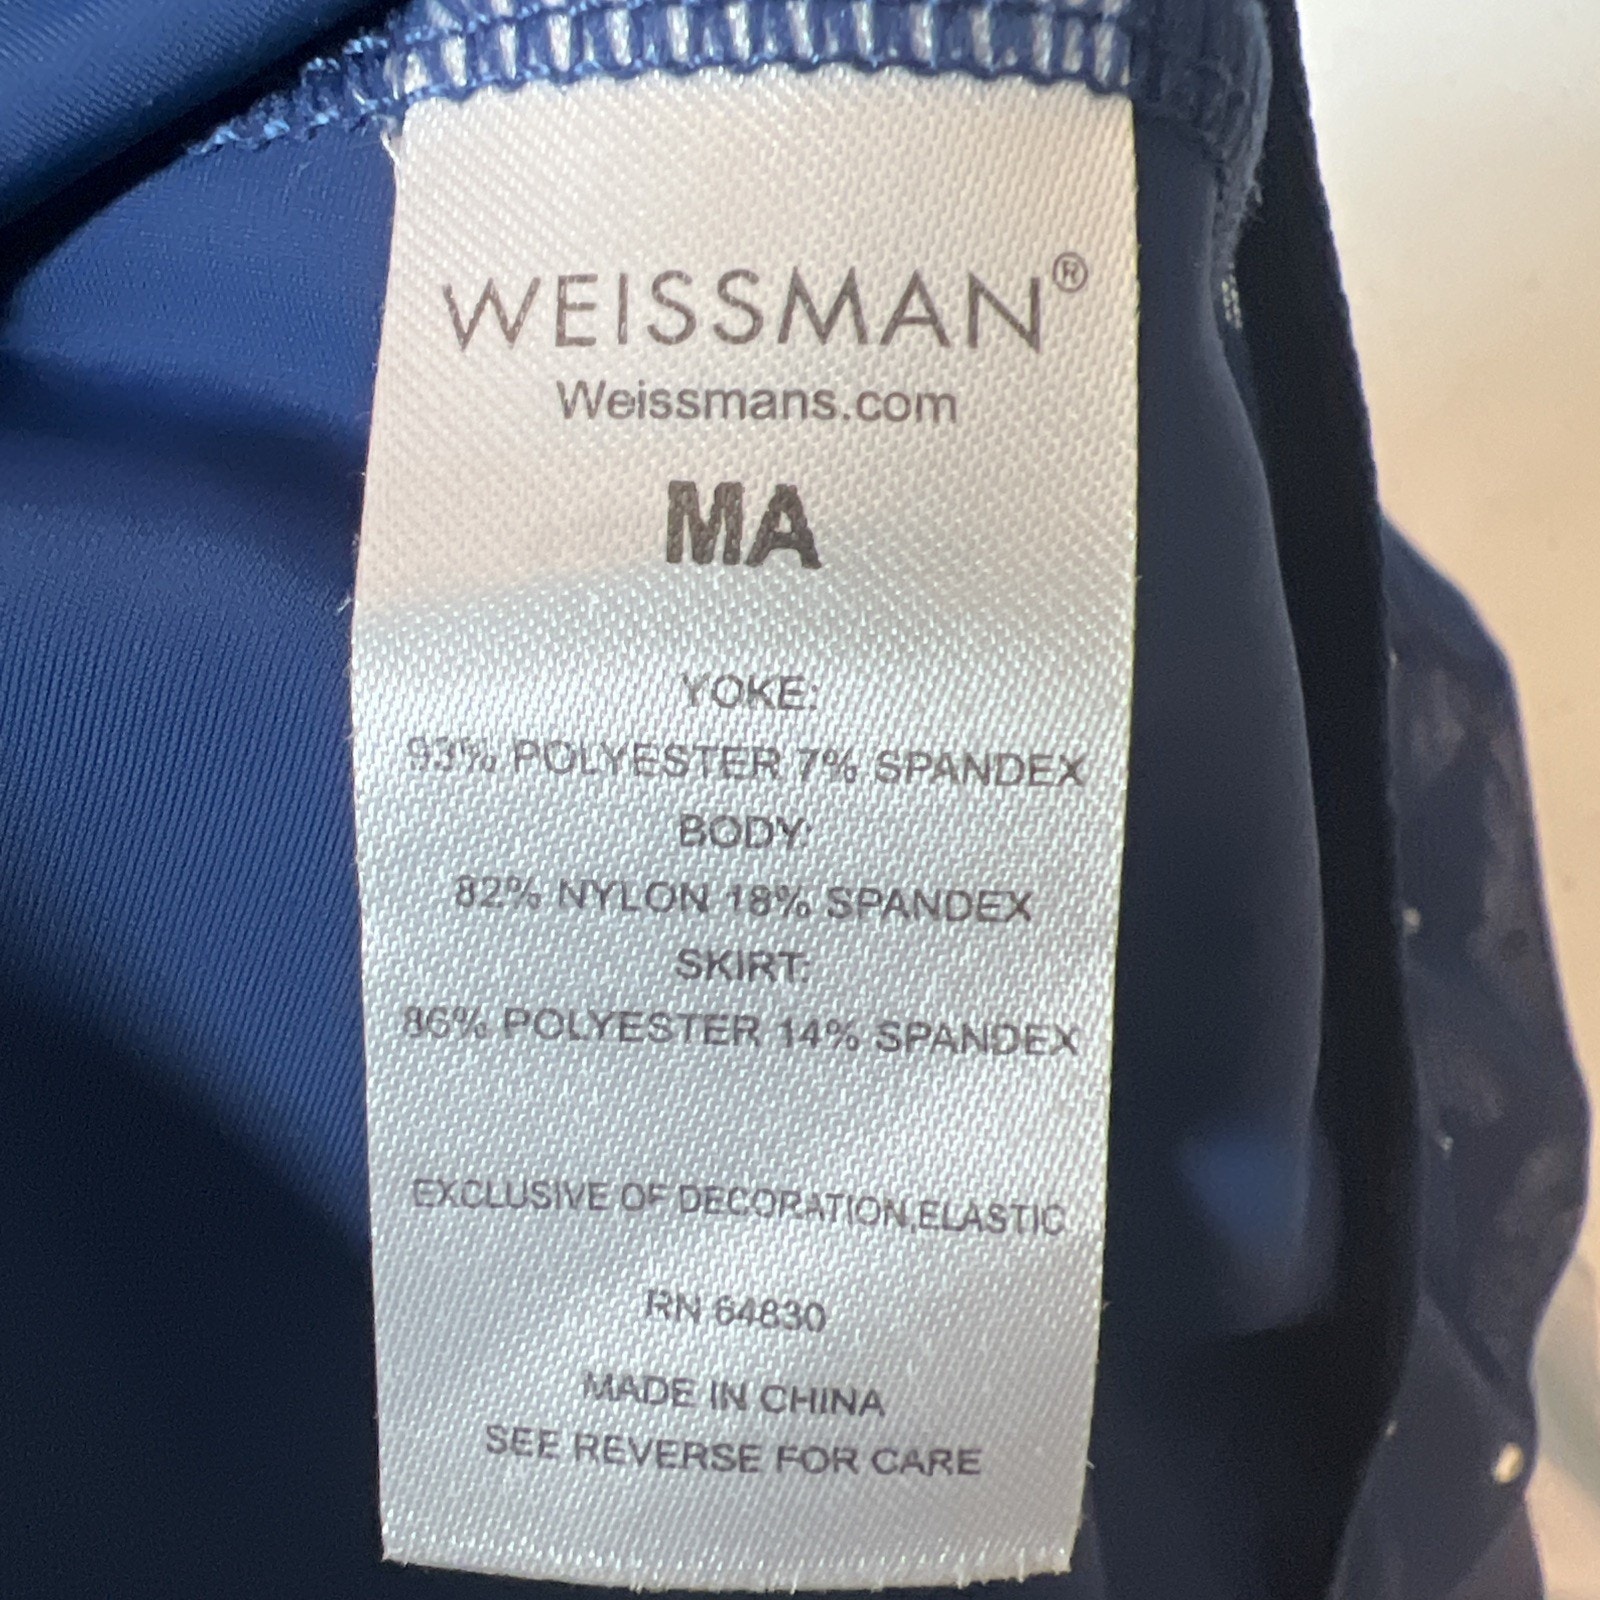 WEISSMAN®
Weissmans.com
MA
YOKE:
93% POLYESTER 7% SPANDEX
BODY:
82% NYLON 18% SPANDEX
SKIRT:
86% POLYESTER 14% SPANDEX
EXCLUSIVE OF DECORATION,ELASTIC
RN 64830
MADE IN CHINA
SEE REVERSE FOR CARE